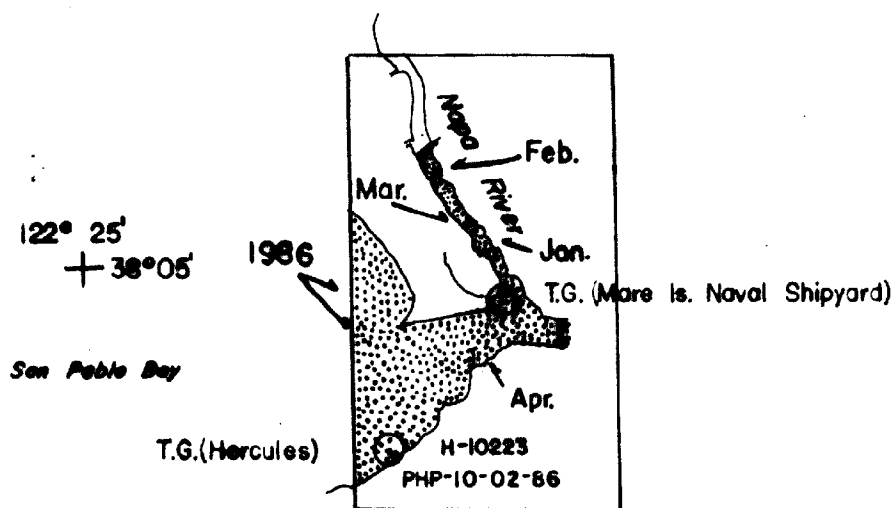 Napa River
Feb.
Mar.
Jan.
122° 25'
38°05'
1986
T.G. (Mare Is. Naval Shipyard)
San Pablo Bay
Apr.
T.G. (Hercules)
H-10223
PHP-10-02-86